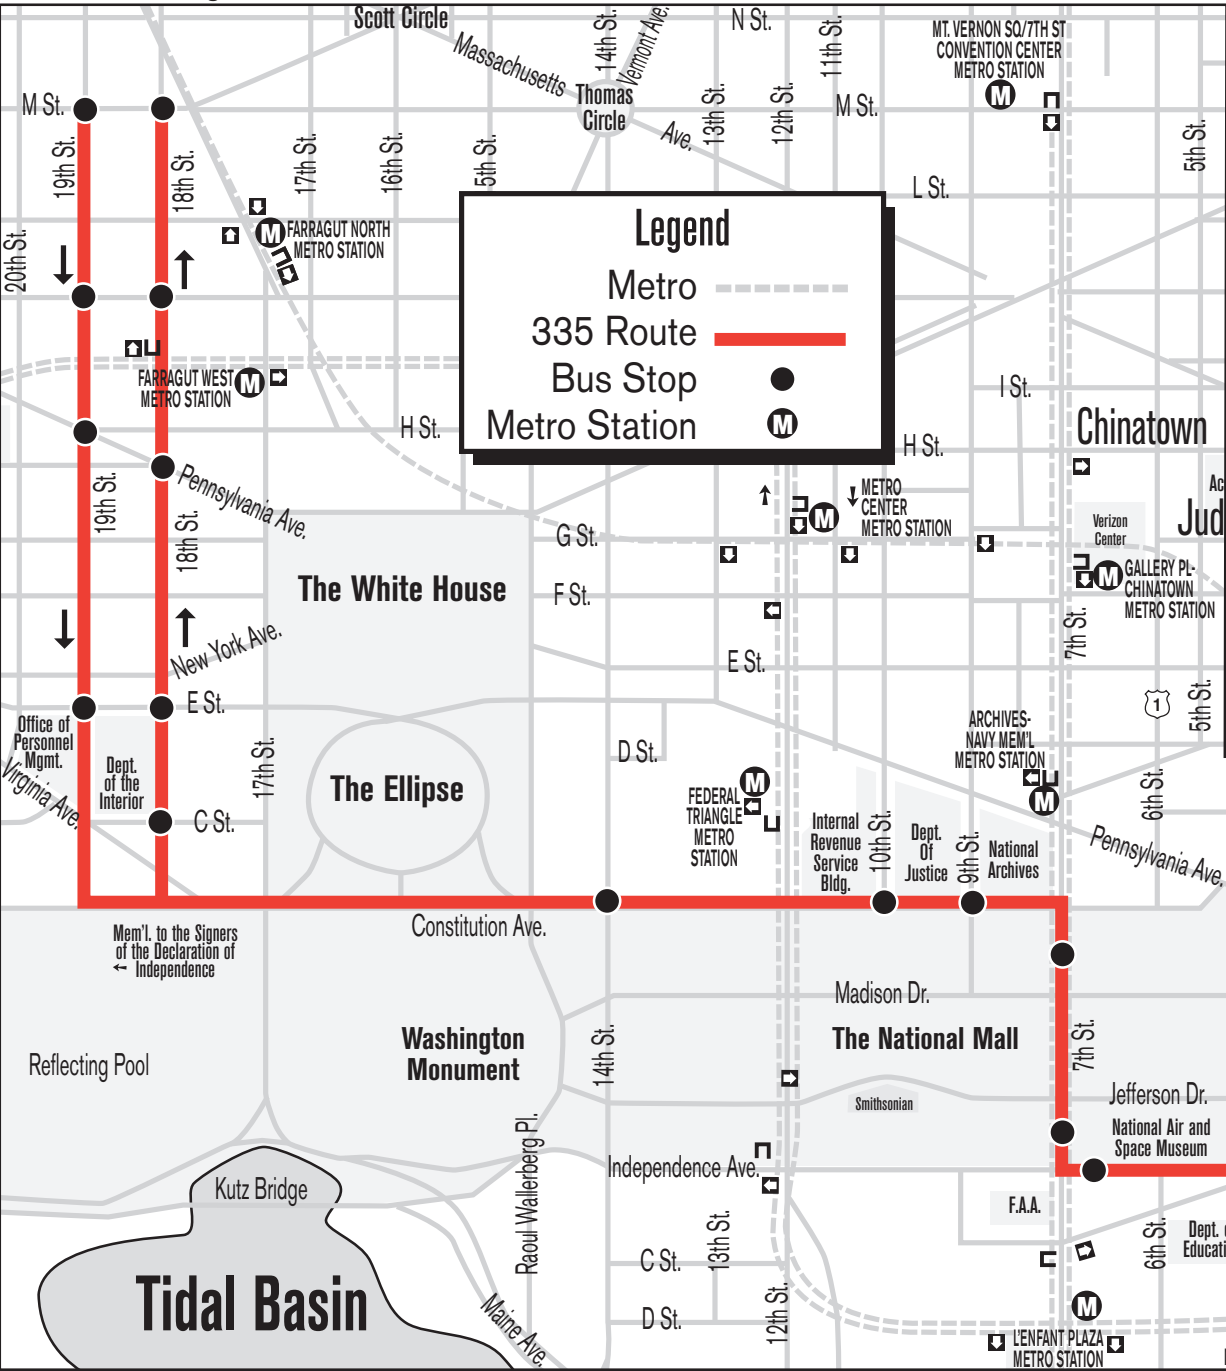 Scott Circle
Massachusetts
Ave.
14th St.
Vermont Ave.
N St.
11th St.
MT. VERNON SQ/7TH ST
CONVENTION CENTER
METRO STATION
M
M St.
Thomas
Circle
13th St.
12th St.
M St.
5th St.
19th St.
18th St.
17th St.
16th St.
5th St.
L St.
20th St.
M
FARRAGUT NORTH
METRO STATION
Legend
Metro
335 Route
Bus Stop
Metro Station
M
FARRAGUT WEST
METRO STATION
M
I St.
H St.
H St.
Chinatown
19th St.
Pennsylvania Ave.
18th St.
M
METRO
CENTER
METRO STATION
Ac
Jud
Verizon
Center
G St.
The White House
F St.
M
GALLERY PL-
CHINATOWN
METRO STATION
7th St.
New York Ave.
E St.
E St.
1
5th St.
Office of
Personnel
Mgmt.
Virginia Ave.
Dept.
of the
Interior
17th St.
D St.
ARCHIVES-
NAVY MEM'L
METRO STATION
M
The Ellipse
C St.
M
FEDERAL
TRIANGLE
METRO
STATION
Internal
Revenue
Service
Bldg.
10th St.
Dept.
Of
Justice
9th St.
National
Archives
6th St.
Pennsylvania Ave.
Constitution Ave.
Mem'l. to the Signers
of the Declaration of
Independence
Madison Dr.
Washington
Monument
14th St.
The National Mall
7th St.
Reflecting Pool
Smithsonian
Jefferson Dr.
National Air and
Space Museum
Raoul Wallerberg Pl.
Independence Ave.
Kutz Bridge
F.A.A.
13th St.
C St.
6th St.
Dept. o
Educati
Tidal Basin
Maine Ave.
D St.
12th St.
M
L'ENFANT PLAZA
METRO STATION